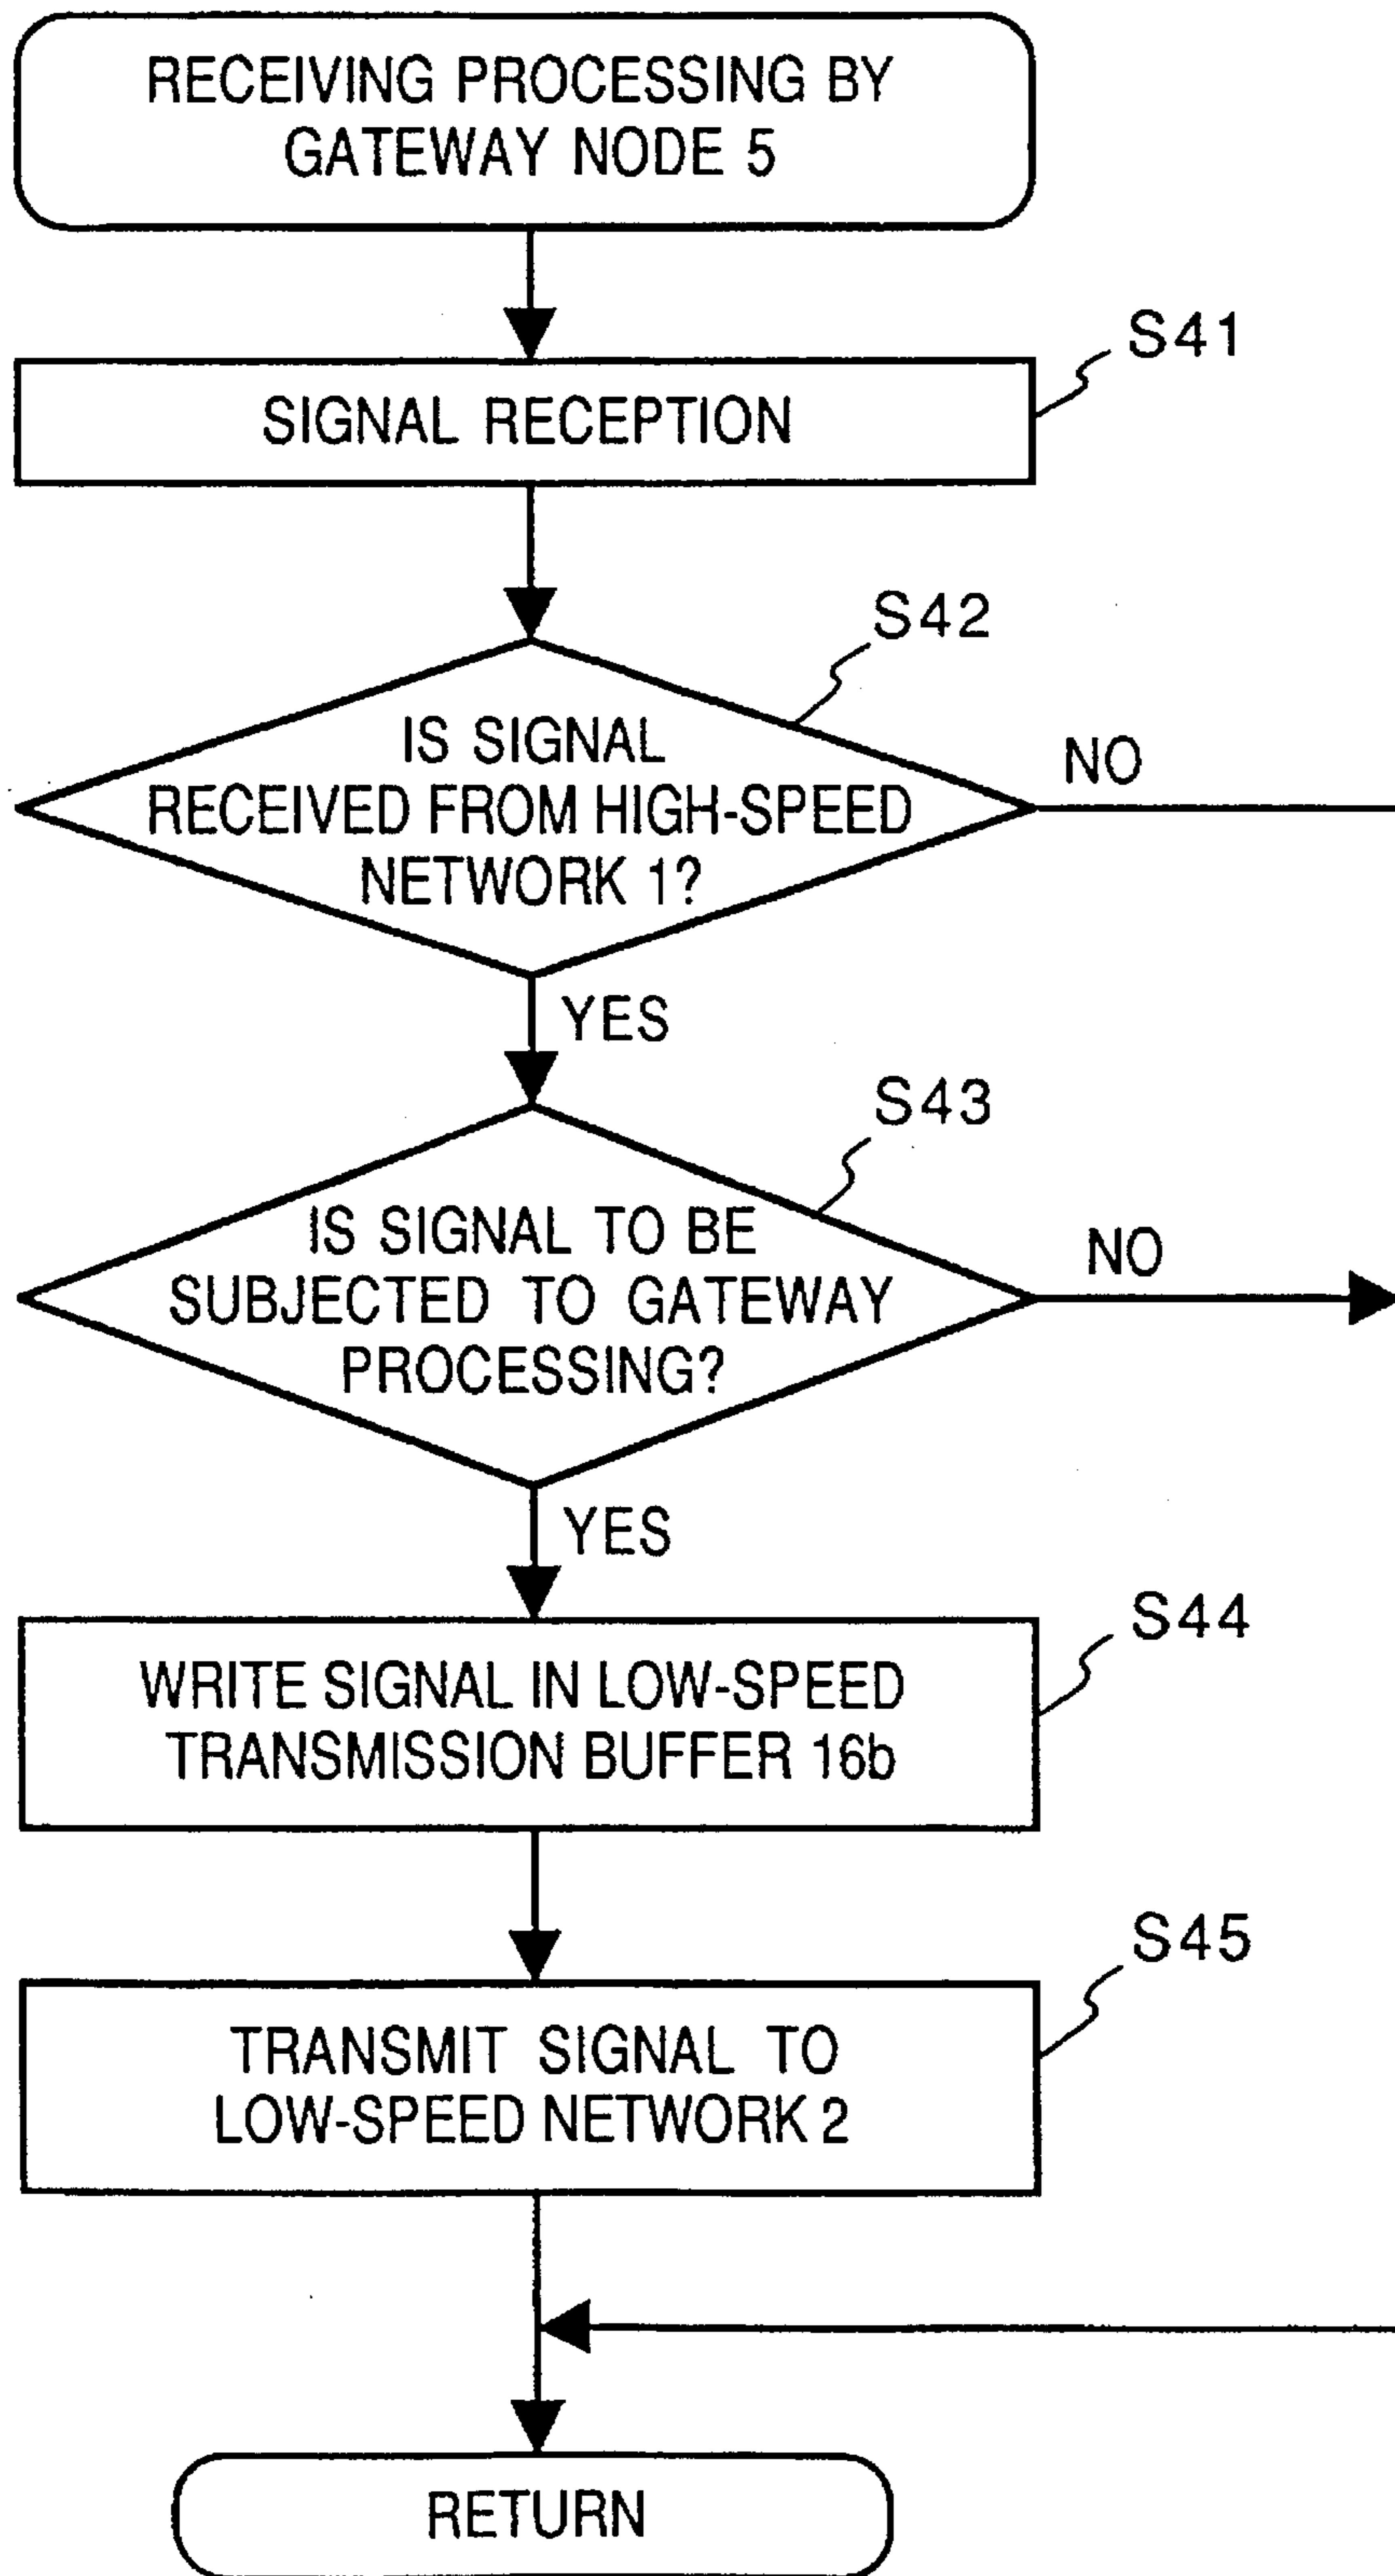 RECEIVING PROCESSING BY
GATEWAY NODE 5
S41
SIGNAL RECEPTION
S42
IS SIGNAL
RECEIVED FROM HIGH-SPEED
NETWORK 1?
NO
YES
S43
IS SIGNAL TO BE
SUBJECTED TO GATEWAY
PROCESSING?
NO
YES
S44
WRITE SIGNAL IN LOW-SPEED
TRANSMISSION BUFFER 16b
S45
TRANSMIT SIGNAL TO
LOW-SPEED NETWORK 2
RETURN